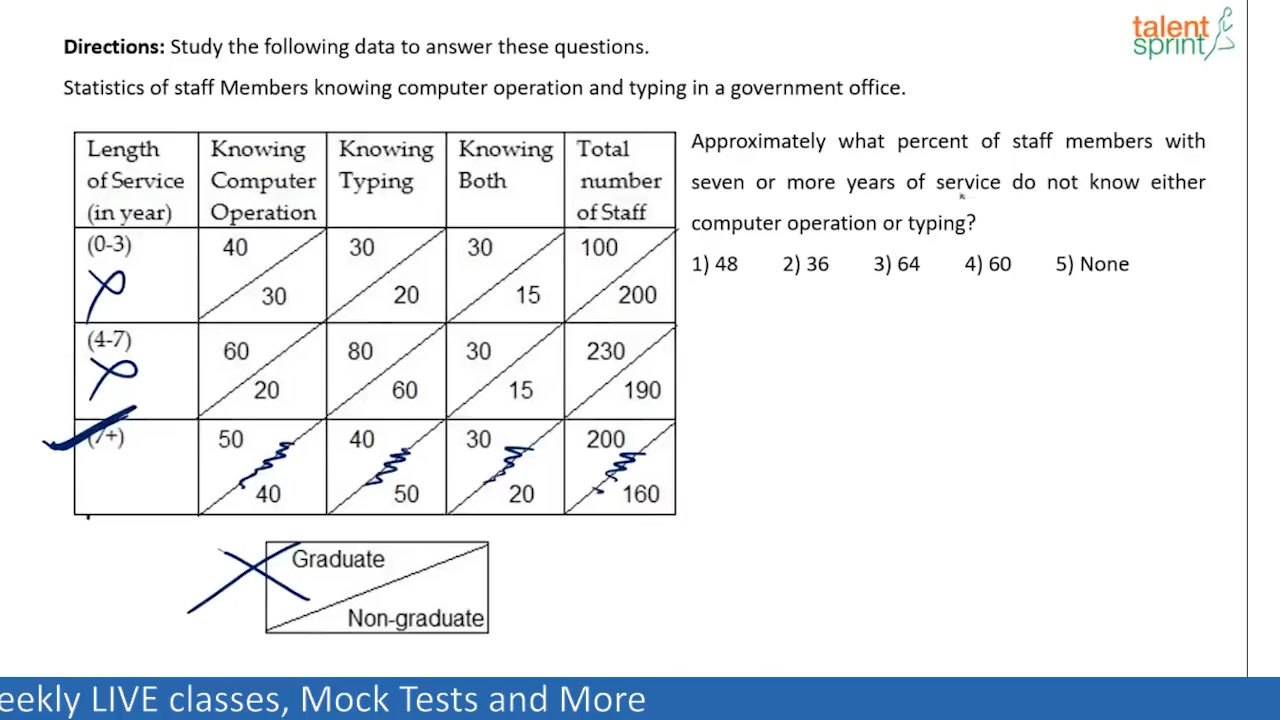 talent
sprint
Directions: Study the following data to answer these questions.
Statistics of staff Members knowing computer operation and typing in a government office.
Length of Service (in year) Knowing Computer Operation Knowing Typing Knowing Both Total number of Staff
(0-3) 40 30 30 100
30 20 15 200
(4-7) 60 80 30 230
20 60 15 190
(7+) 50 40 30 200
40 50 20 160
Graduate
Non-graduate
Approximately what percent of staff members with
seven or more years of service do not know either
computer operation or typing?
1) 48 2) 36 3) 64 4) 60 5) None
eekly LIVE classes, Mock Tests and More